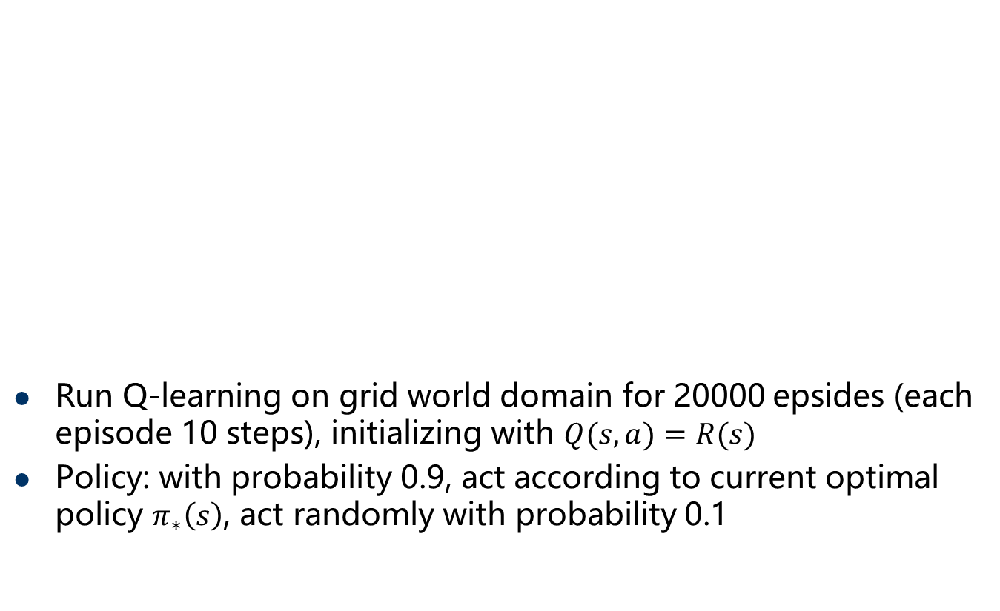 • Run Q-learning on grid world domain for 20000 epsides (each
episode 10 steps), initializing with Q(s, a) = R(s)
• Policy: with probability 0.9, act according to current optimal
policy π∗(s), act randomly with probability 0.1